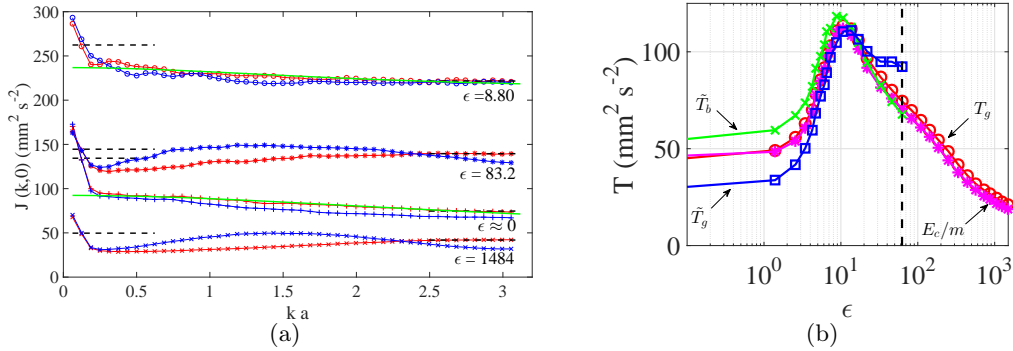 300
250
200
150
100
50
0
0
0.5
1
1.5
2
2.5
3
J (k,0) (mm² s⁻²)
k a
ϵ = 8.80
ϵ = 83.2
ϵ ≈ 0
ϵ = 1484
(a)
100
50
0
10⁰
10¹
10²
10³
T (mm² s⁻²)
ϵ
T̃_b
T_g
T̃_g
E_c/m
(b)